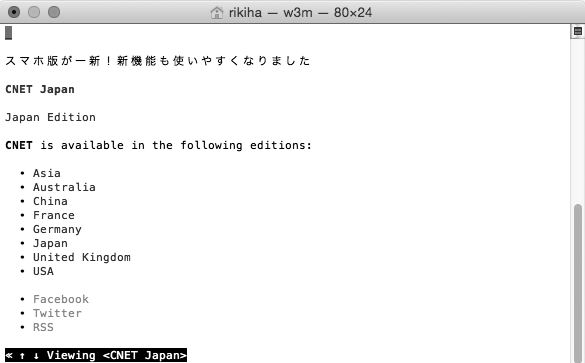 rikiha — w3m — 80×24
スマホ版が一新！新機能も使いやすくなりました
CNET Japan
Japan Edition
CNET is available in the following editions:
• Asia
• Australia
• China
• France
• Germany
• Japan
• United Kingdom
• USA
• Facebook
• Twitter
• RSS
≪ ↑ ↓ Viewing <CNET Japan>